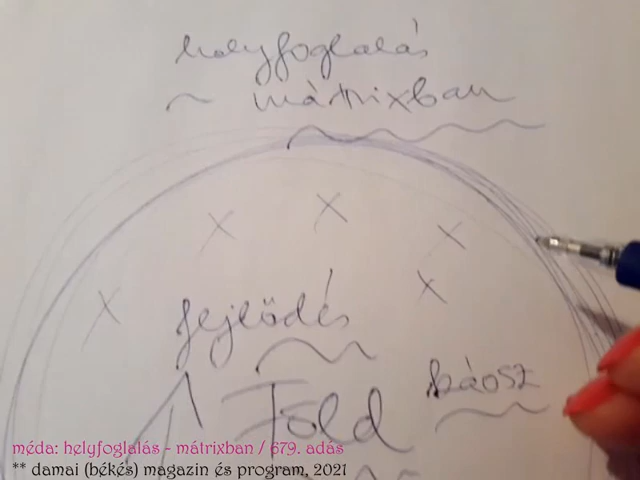 helyfoglalás
~ mátrixban
x x x
x x
fejlődés
káosz
Föld
méda: helyfoglalás - mátrixban / 679. adás
** damai (békés) magazin és program, 2021